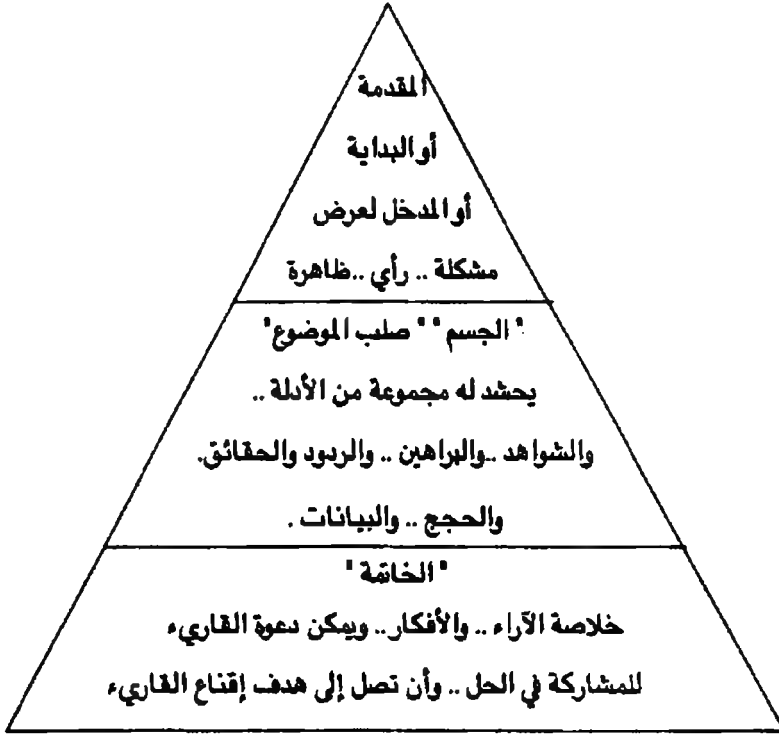 المقدمة
أو البداية
أو المدخل لعرض
مشكلة .. رأي .. ظاهرة
" الجسم " " صلب الموضوع "
يحشد له مجموعة من الأدلة ..
والشواهد .. والبراهين .. والردود والحقائق.
والحجج .. والبيانات .
" الخاتمة "
خلاصة الآراء .. والأفكار .. ويمكن دعوة القاريء
للمشاركة في الحل .. وأن تصل إلى هدف إقناع القاريء